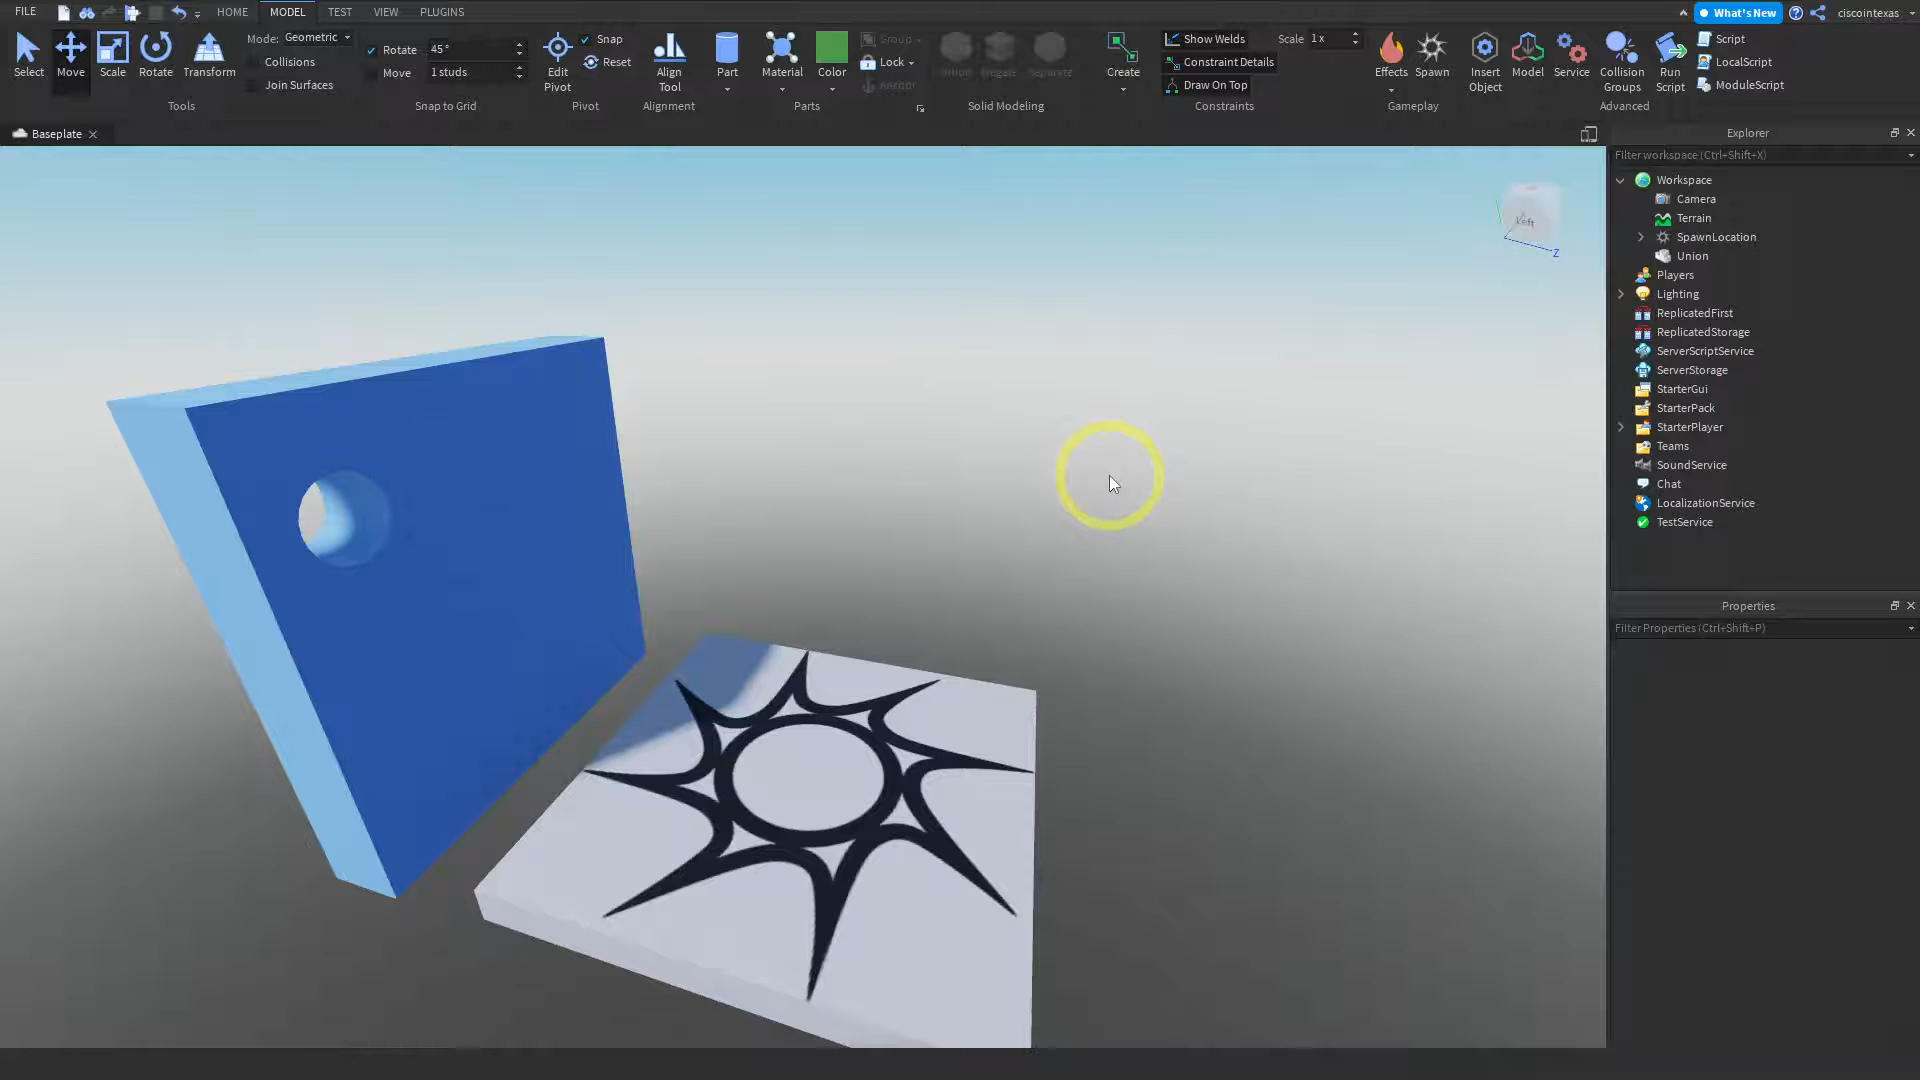 FILE HOME MODEL TEST VIEW PLUGINS What's New ciscointexas
Select Move Scale Rotate Transform
Mode: Geometric
Collisions
Join Surfaces
Tools
Rotate 45°
Move 1 studs
Snap to Grid
Edit Pivot
Snap
Reset
Pivot
Align Tool
Alignment
Part Material Color
Group
Lock
Anchor
Parts
Union Negate Separate
Solid Modeling
Create
Show Welds Scale 1x
Constraint Details
Draw On Top
Constraints
Effects Spawn
Gameplay
Insert Object
Model
Service
Collision Groups
Run Script
Script
LocalScript
ModuleScript
Advanced
Baseplate
Left
Z
Explorer
Filter workspace (Ctrl+Shift+X)
Workspace
Camera
Terrain
SpawnLocation
Union
Players
Lighting
ReplicatedFirst
ReplicatedStorage
ServerScriptService
ServerStorage
StarterGui
StarterPack
StarterPlayer
Teams
SoundService
Chat
LocalizationService
TestService
Properties
Filter Properties (Ctrl+Shift+P)